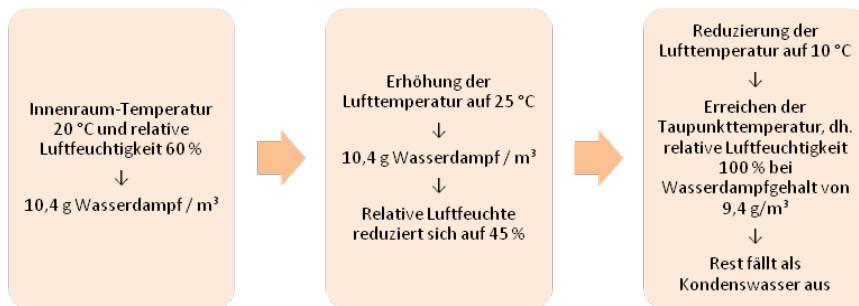 Innenraum-Temperatur
20 °C und relative
Luftfeuchtigkeit 60 %
↓
10,4 g Wasserdampf / m³
Erhöhung der
Lufttemperatur auf 25 °C
↓
10,4 g Wasserdampf / m³
↓
Relative Luftfeuchte
reduziert sich auf 45 %
Reduzierung der
Lufttemperatur auf 10 °C
↓
Erreichen der
Taupunkttemperatur, dh.
relative Luftfeuchtigkeit
100 % bei
Wasserdampfgehalt von
9,4 g/m³
↓
Rest fällt als
Kondenswasser aus